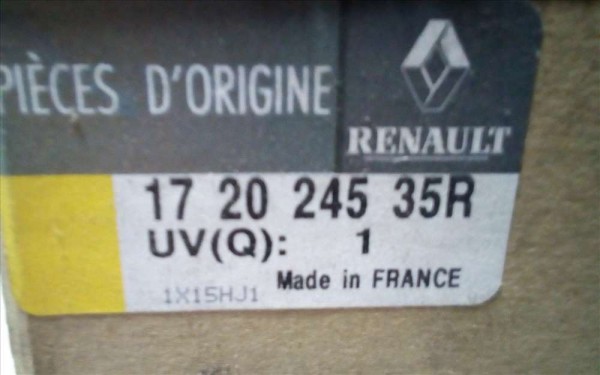 PIÈCES D'ORIGINE
RENAULT
17 20 245 35R
UV(Q): 1
1X15HJ1 Made in FRANCE